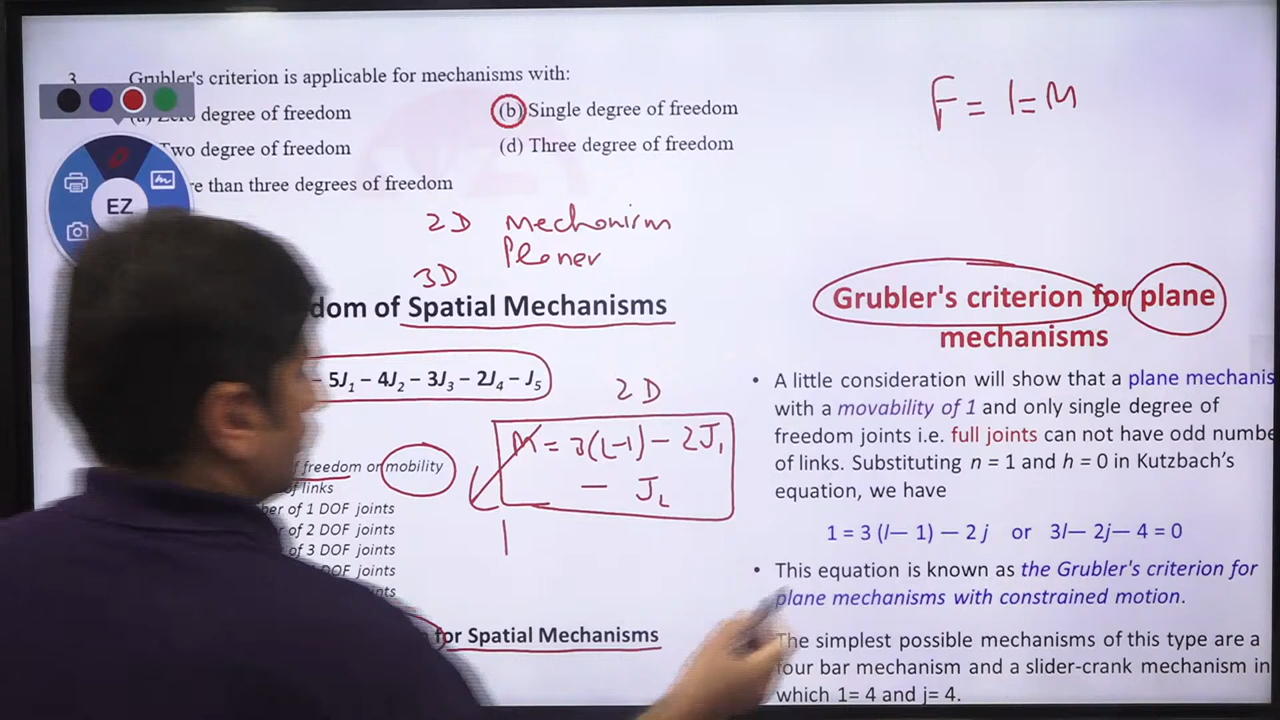 3 Grubler's criterion is applicable for mechanisms with:
degree of freedom
(b) Single degree of freedom
Two degree of freedom
(d) Three degree of freedom
re than three degrees of freedom
F = 1 = M
EZ
2D Mechanism
Planer
3D
dom of Spatial Mechanisms
– 5J1 – 4J2 – 3J3 – 2J4 – J5
2D
M = 3(L-1) - 2J1
- J2
1
freedom or mobility
links
er of 1 DOF joints
of 2 DOF joints
of 3 DOF joints
DOF joints
nts
for Spatial Mechanisms
Grubler's criterion for plane
mechanisms
• A little consideration will show that a plane mechanis
with a movability of 1 and only single degree of
freedom joints i.e. full joints can not have odd numbe
of links. Substituting n = 1 and h = 0 in Kutzbach's
equation, we have
1 = 3 (l— 1) — 2 j or 3l— 2j— 4 = 0
• This equation is known as the Grubler's criterion for
plane mechanisms with constrained motion.
The simplest possible mechanisms of this type are a
four bar mechanism and a slider-crank mechanism in
which 1= 4 and j= 4.